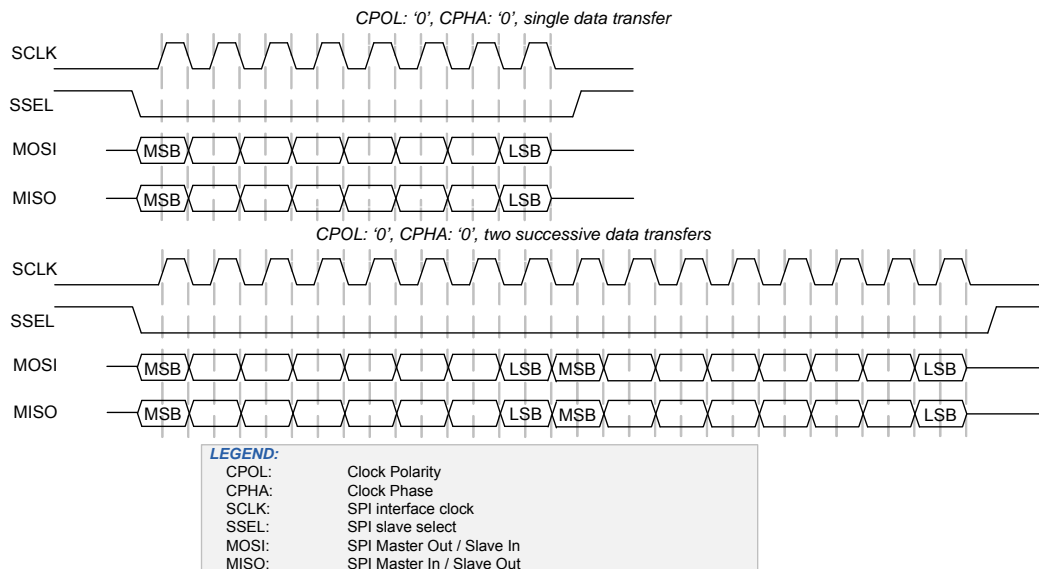 CPOL: ‘0’, CPHA: ‘0’, single data transfer
SCLK
SSEL
MOSI MSB LSB
MISO MSB LSB
CPOL: ‘0’, CPHA: ‘0’, two successive data transfers
SCLK
SSEL
MOSI MSB LSB MSB LSB
MISO MSB LSB MSB LSB
LEGEND:
CPOL: Clock Polarity
CPHA: Clock Phase
SCLK: SPI interface clock
SSEL: SPI slave select
MOSI: SPI Master Out / Slave In
MISO: SPI Master In / Slave Out